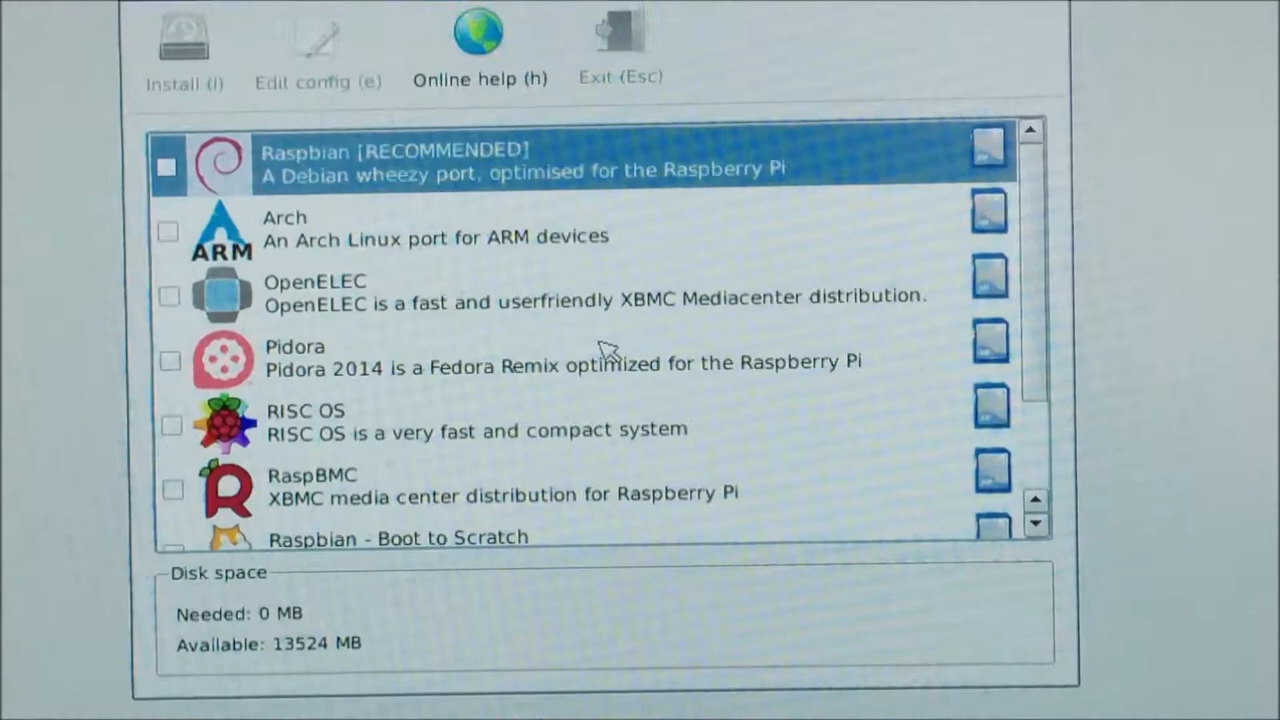 Install (i)
Edit config (e)
Online help (h)
Exit (Esc)
Raspbian [RECOMMENDED]
A Debian wheezy port, optimised for the Raspberry Pi
Arch
An Arch Linux port for ARM devices
ARM
OpenELEC
OpenELEC is a fast and userfriendly XBMC Mediacenter distribution.
Pidora
Pidora 2014 is a Fedora Remix optimized for the Raspberry Pi
RISC OS
RISC OS is a very fast and compact system
RaspBMC
XBMC media center distribution for Raspberry Pi
Raspbian - Boot to Scratch
Disk space
Needed: 0 MB
Available: 13524 MB